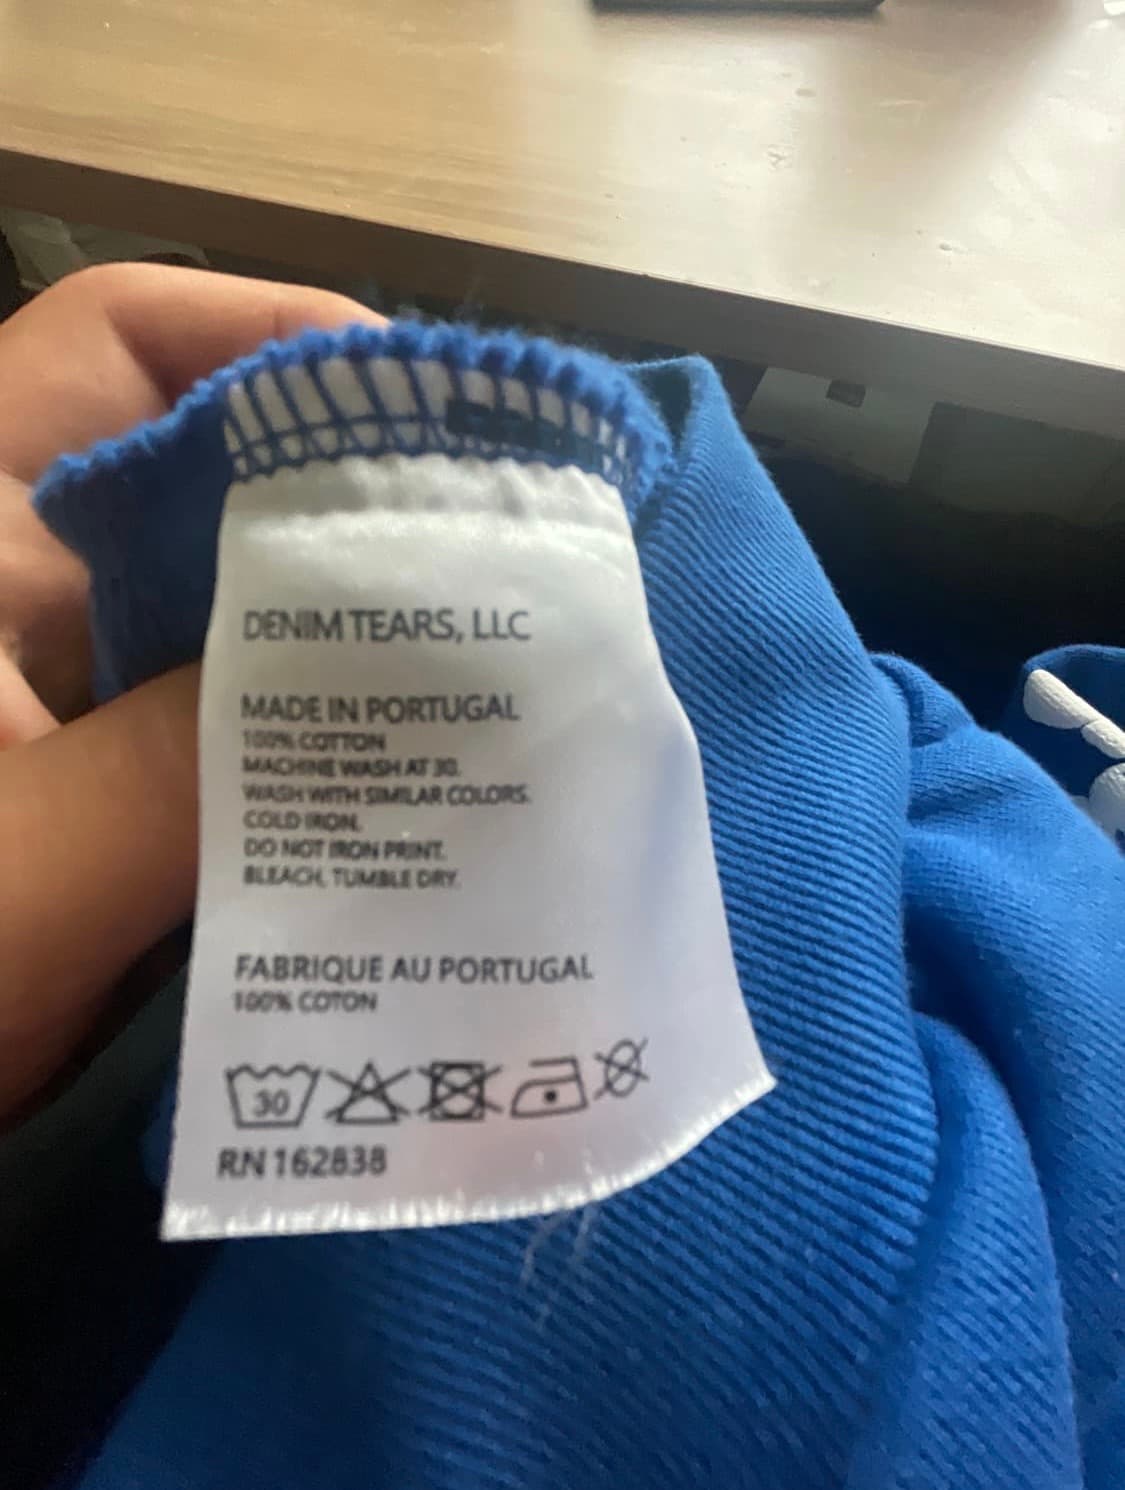 DENIM TEARS, LLC
MADE IN PORTUGAL
100% COTTON
MACHINE WASH AT 30.
WASH WITH SIMILAR COLORS.
COLD IRON.
DO NOT IRON PRINT.
BLEACH, TUMBLE DRY.
FABRIQUE AU PORTUGAL
100% COTON
30
RN 162838